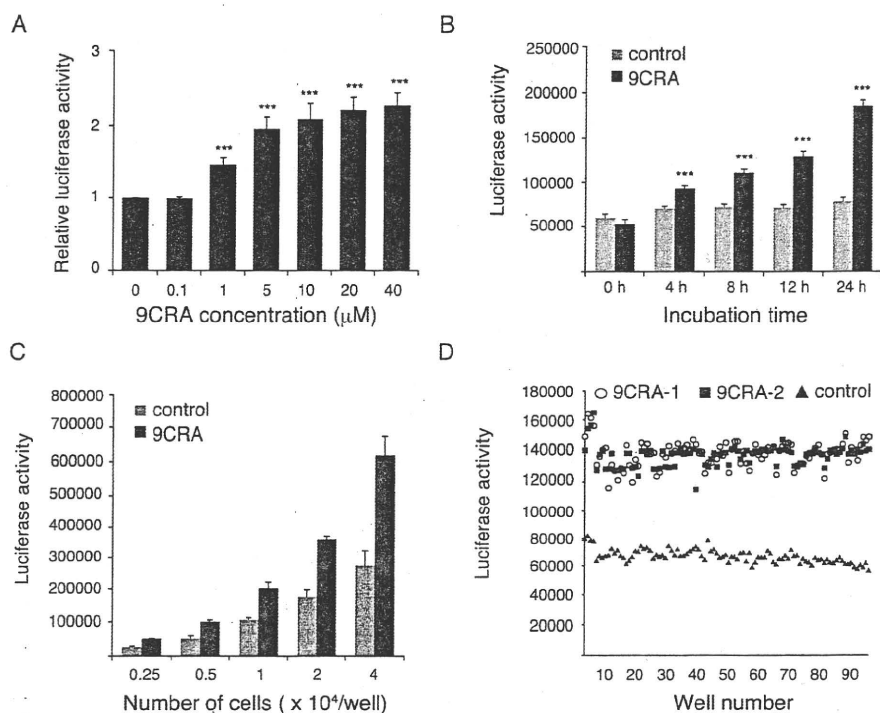 A
Relative luciferase activity
3
2
1
0
*** *** *** *** ***
0 0.1 1 5 10 20 40
9CRA concentration (μM)
B
Luciferase activity
250000
200000
150000
100000
50000
control
9CRA
*** *** *** ***
0 h 4 h 8 h 12 h 24 h
Incubation time
C
Luciferase activity
800000
700000
600000
500000
400000
300000
200000
100000
control
9CRA
0.25 0.5 1 2 4
Number of cells ( x 10⁴/well)
D
Luciferase activity
180000
160000
140000
120000
80000
60000
40000
20000
9CRA-1 9CRA-2 control
10 20 30 40 50 60 70 80 90
Well number